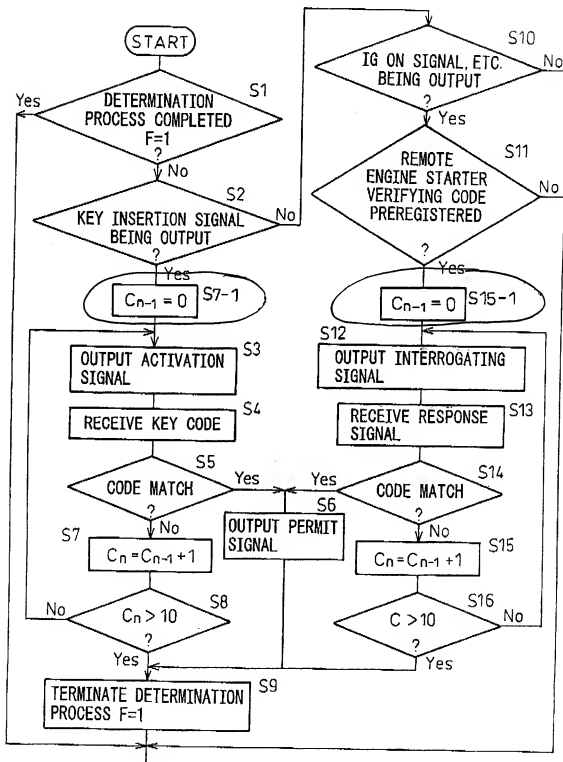 START
S1
DETERMINATION
PROCESS COMPLETED
F=1
?
Yes
No
S2
KEY INSERTION SIGNAL
BEING OUTPUT
?
No
Yes
Cn-1 = 0
S7-1
S3
OUTPUT ACTIVATION
SIGNAL
S4
RECEIVE KEY CODE
S5
CODE MATCH
?
Yes
No
S6
OUTPUT PERMIT
SIGNAL
S7
Cn = Cn-1 + 1
S8
Cn > 10
?
No
Yes
S9
TERMINATE DETERMINATION
PROCESS F=1
S10
IG ON SIGNAL, ETC.
BEING OUTPUT
?
No
Yes
S11
REMOTE
ENGINE STARTER
VERIFYING CODE
PREREGISTERED
?
No
Yes
Cn-1 = 0
S15-1
S12
OUTPUT INTERROGATING
SIGNAL
S13
RECEIVE RESPONSE
SIGNAL
S14
CODE MATCH
?
Yes
No
S15
Cn = Cn-1 + 1
S16
C > 10
?
No
Yes